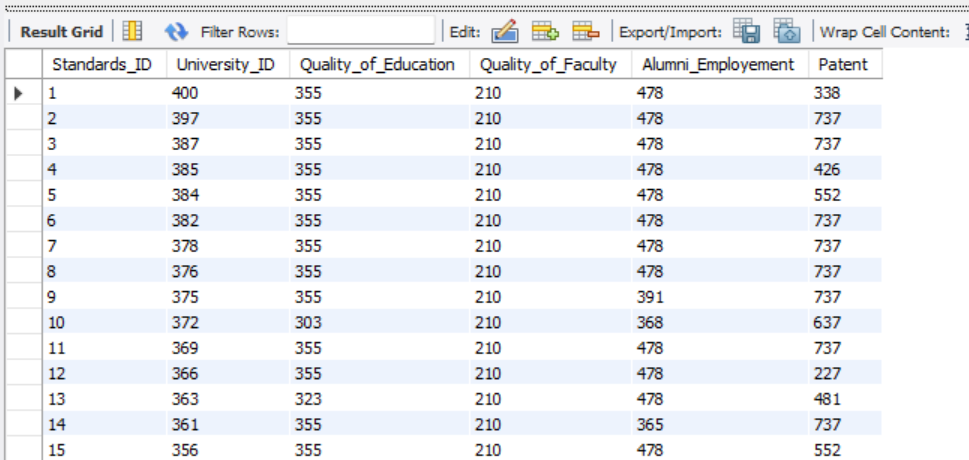 Result Grid Filter Rows: Edit: Export/Import: Wrap Cell Content:
Standards_ID University_ID Quality_of_Education Quality_of_Faculty Alumni_Employement Patent
1 400 355 210 478 338
2 397 355 210 478 737
3 387 355 210 478 737
4 385 355 210 478 426
5 384 355 210 478 552
6 382 355 210 478 737
7 378 355 210 478 737
8 376 355 210 478 737
9 375 355 210 391 737
10 372 303 210 368 637
11 369 355 210 478 737
12 366 355 210 478 227
13 363 323 210 478 481
14 361 355 210 365 737
15 356 355 210 478 552